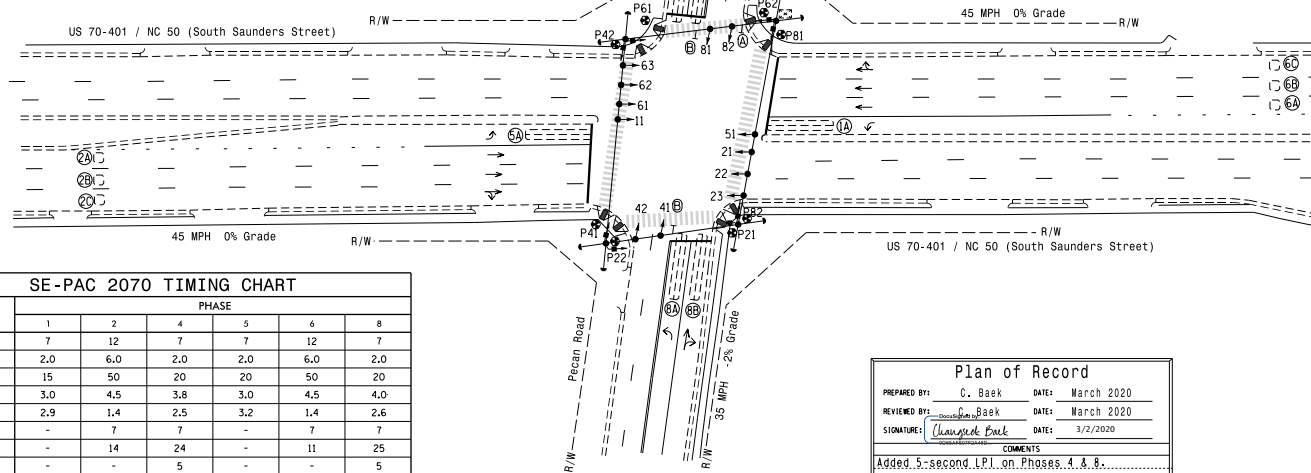 R/W
P61
P62
45 MPH 0% Grade
R/W
US 70-401 / NC 50 (South Saunders Street)
P42
B
81
82
A
P81
63
62
61
11
6C
6B
6A
5A
1A
51
21
22
23
2A
2B
2C
42
41
B
P82
P41
P22
P21
45 MPH 0% Grade
R/W
R/W
US 70-401 / NC 50 (South Saunders Street)
8A
8B
Pecan Road
35 MPH -2% Grade
R/W
R/W
SE-PAC 2070 TIMING CHART
PHASE
1 2 4 5 6 8
7 12 7 7 12 7
2.0 6.0 2.0 2.0 6.0 2.0
15 50 20 20 50 20
3.0 4.5 3.8 3.0 4.5 4.0
2.9 1.4 2.5 3.2 1.4 2.6
- 7 7 - 7 7
- 14 24 - 11 25
- - 5 - - 5
Plan of Record
PREPARED BY: C. Baek DATE: March 2020
REVIEWED BY: C. Baek DATE: March 2020
DocuSigned by:
SIGNATURE: Changseok Baek DATE: 3/2/2020
COMMENTS
Added 5-second LPI on Phases 4 & 8.